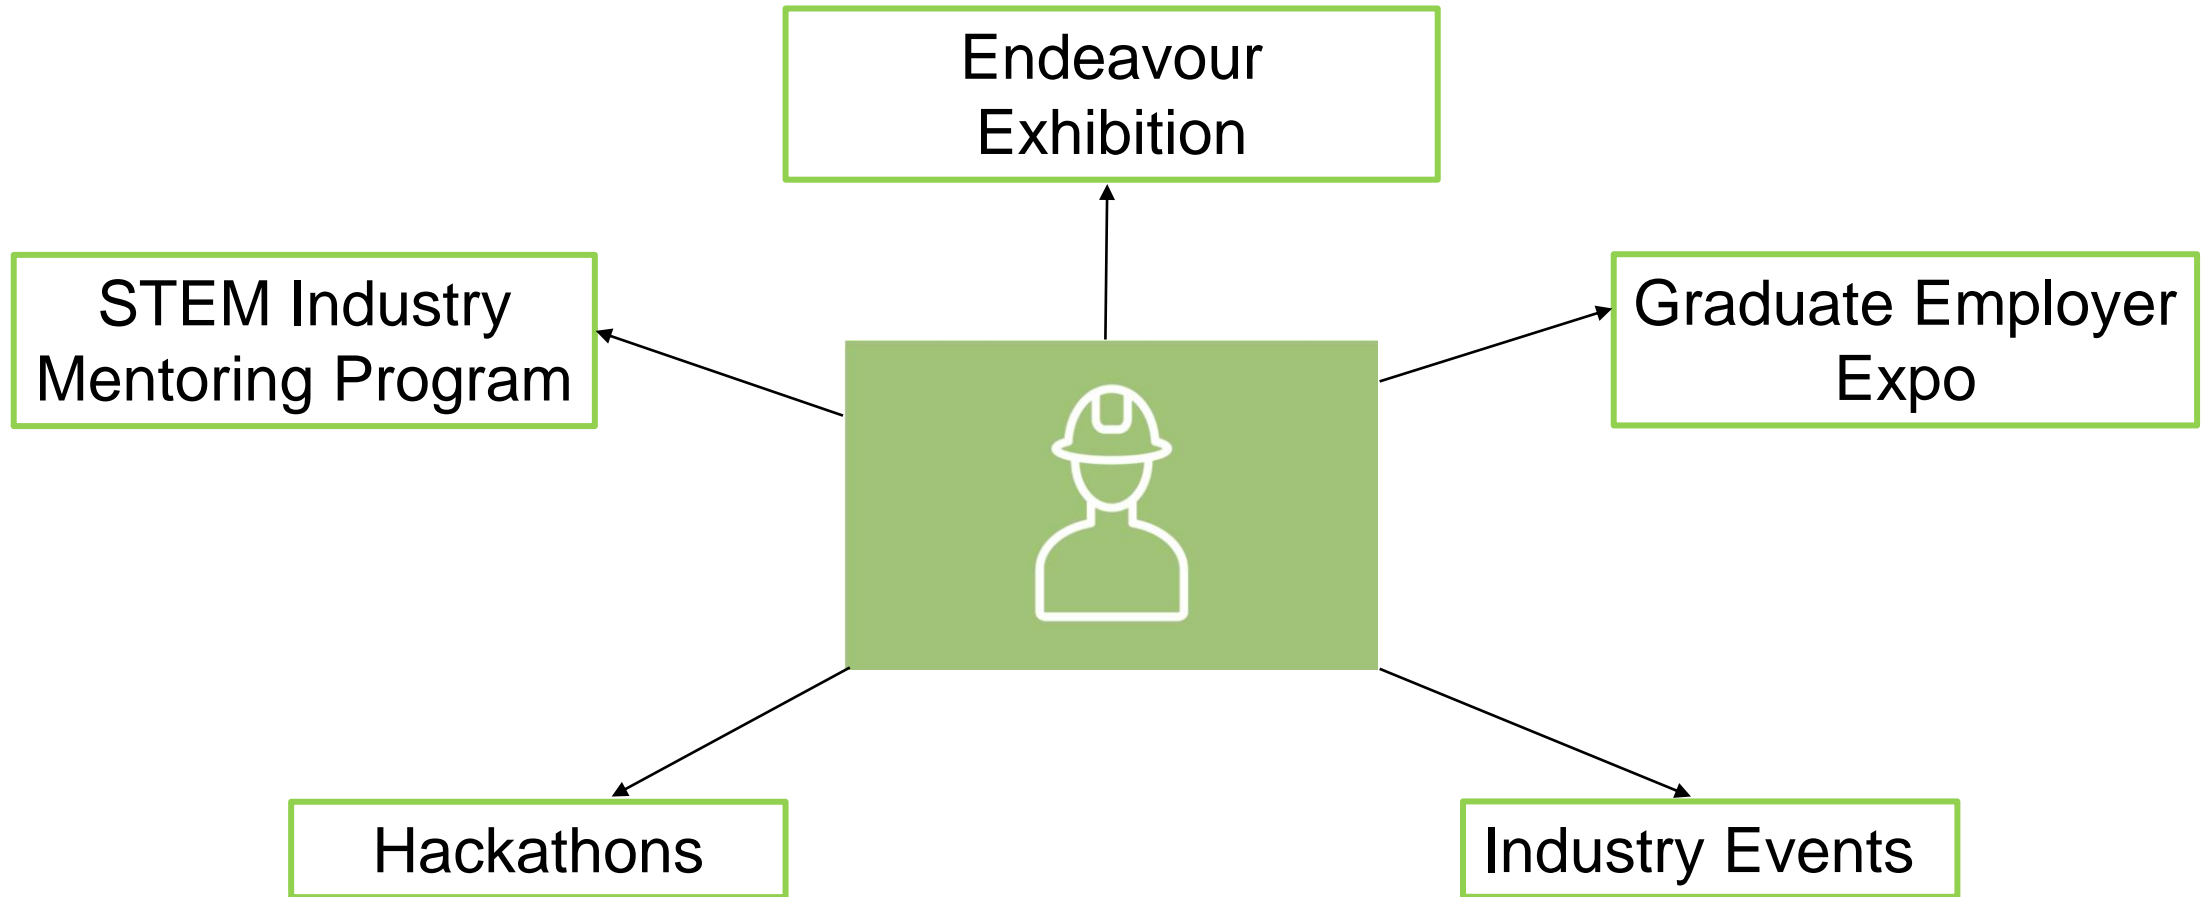 Endeavour
Exhibition
STEM Industry
Mentoring Program
Graduate Employer
Expo
Hackathons
Industry Events